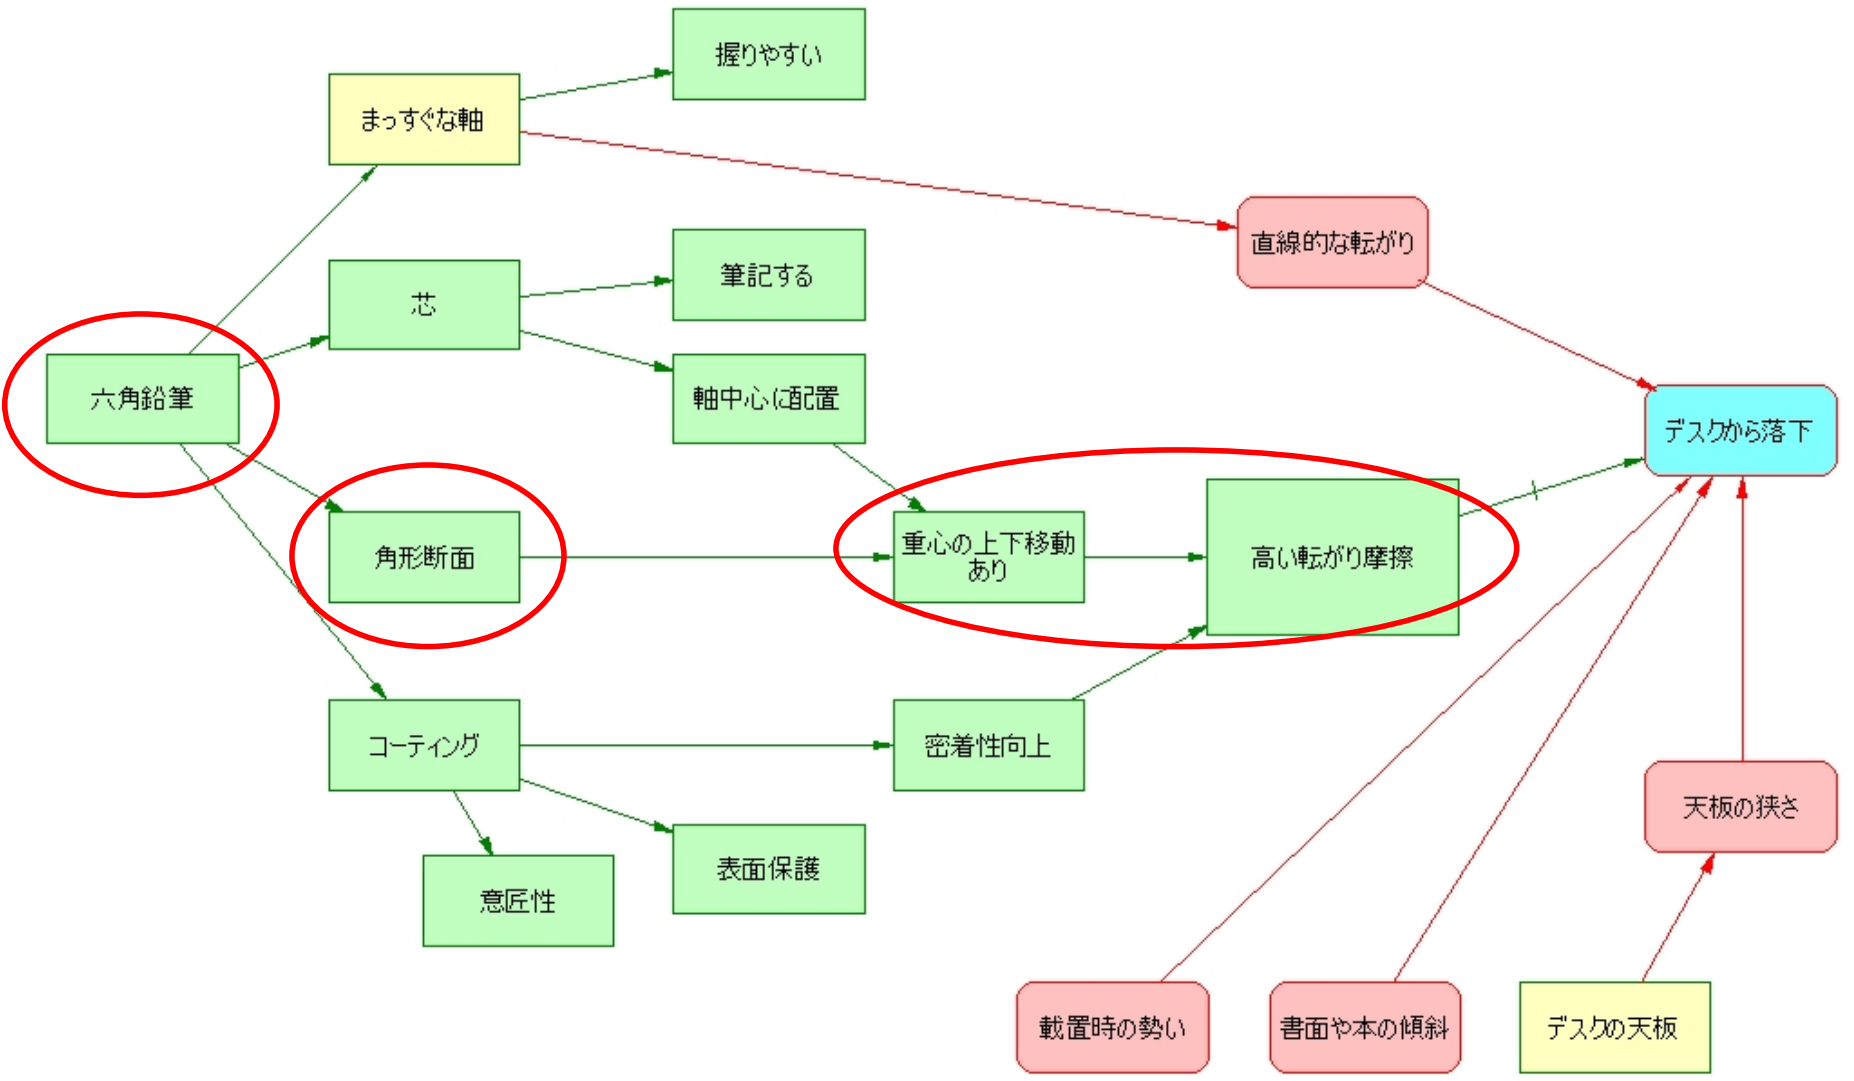 握りやすい
まっすぐな軸
直線的な転がり
筆記する
芯
六角鉛筆
軸中心に配置
デスクから落下
角形断面
重心の上下移動
あり
高い転がり摩擦
コーティング
密着性向上
天板の狭さ
表面保護
意匠性
載置時の勢い
書面や本の傾斜
デスクの天板